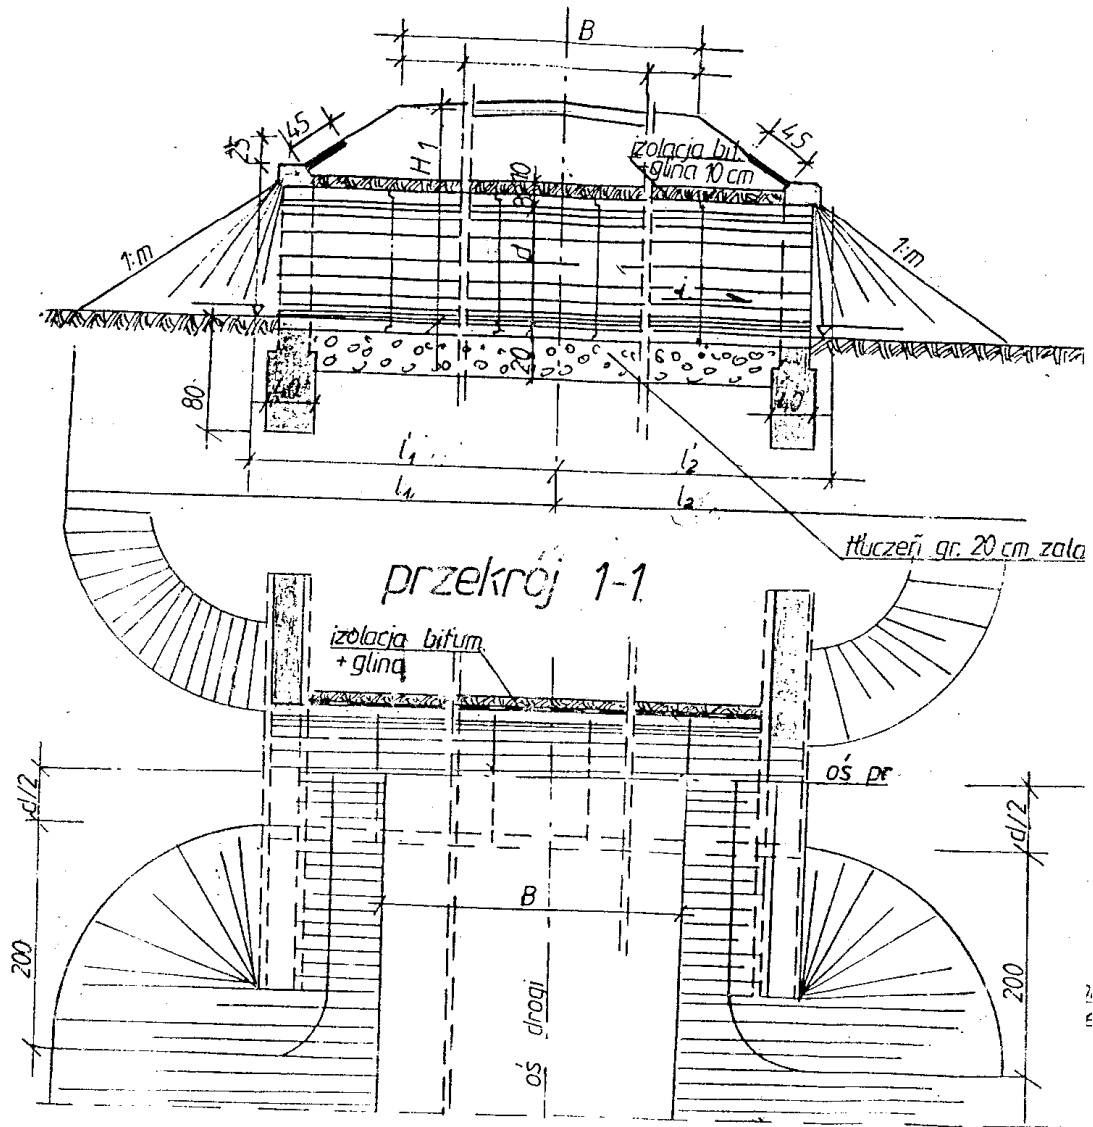 B
45
25
H1
izolacja bit.
+glina 10 cm
45
10
8
1:m
d
i
1:m
80
20
40
40
l'1
l'2
l1
l2
tłuczeń gr. 20 cm zala
przekrój 1-1
izolacja bitum.
+ glina
oś pr
d/2
d/2
B
200
200
oś drogi